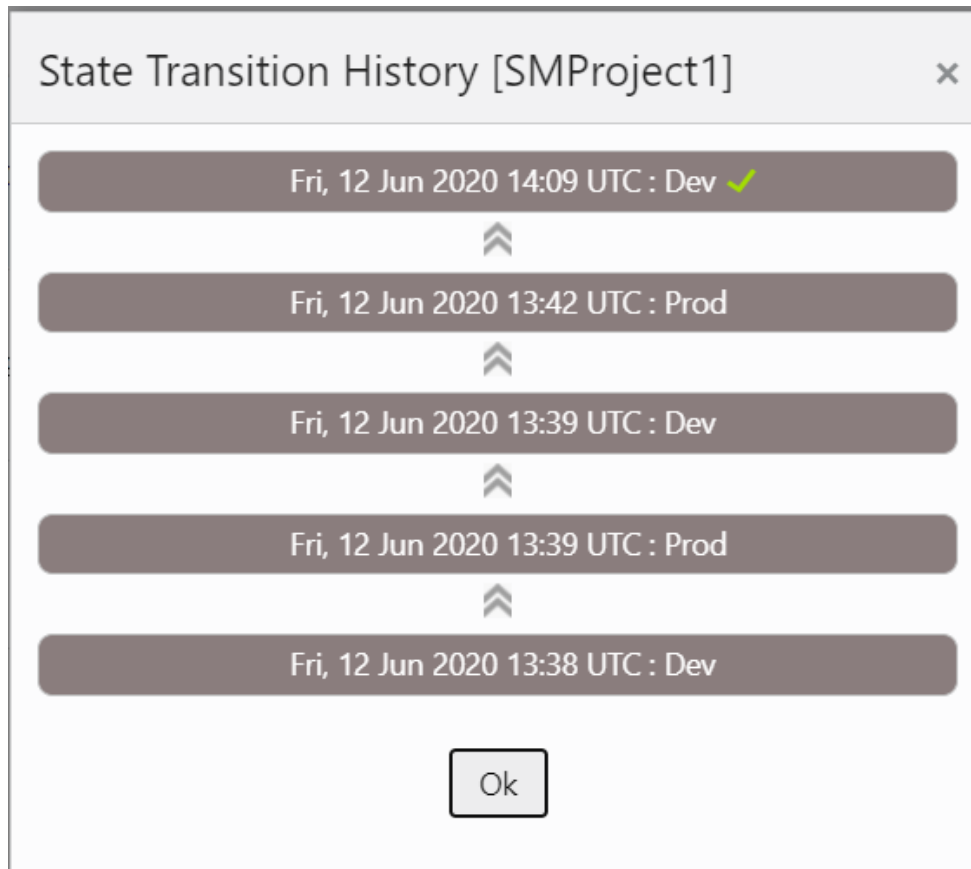 State Transition History [SMProject1]
Fri, 12 Jun 2020 14:09 UTC : Dev
Fri, 12 Jun 2020 13:42 UTC : Prod
Fri, 12 Jun 2020 13:39 UTC : Dev
Fri, 12 Jun 2020 13:39 UTC : Prod
Fri, 12 Jun 2020 13:38 UTC : Dev
Ok